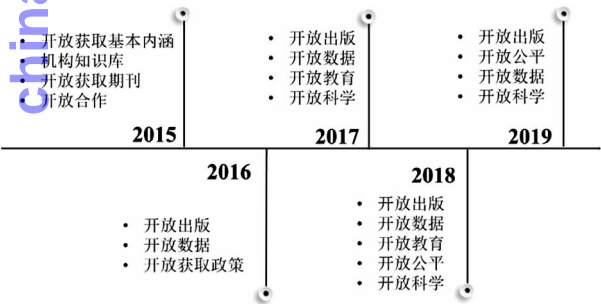 china
开放获取基本内涵
机构知识库
开放获取期刊
开放合作
2015
开放出版
开放数据
开放教育
开放科学
2017
开放出版
开放公平
开放数据
开放科学
2019
2016
开放出版
开放数据
开放获取政策
2018
开放出版
开放数据
开放教育
开放公平
开放科学